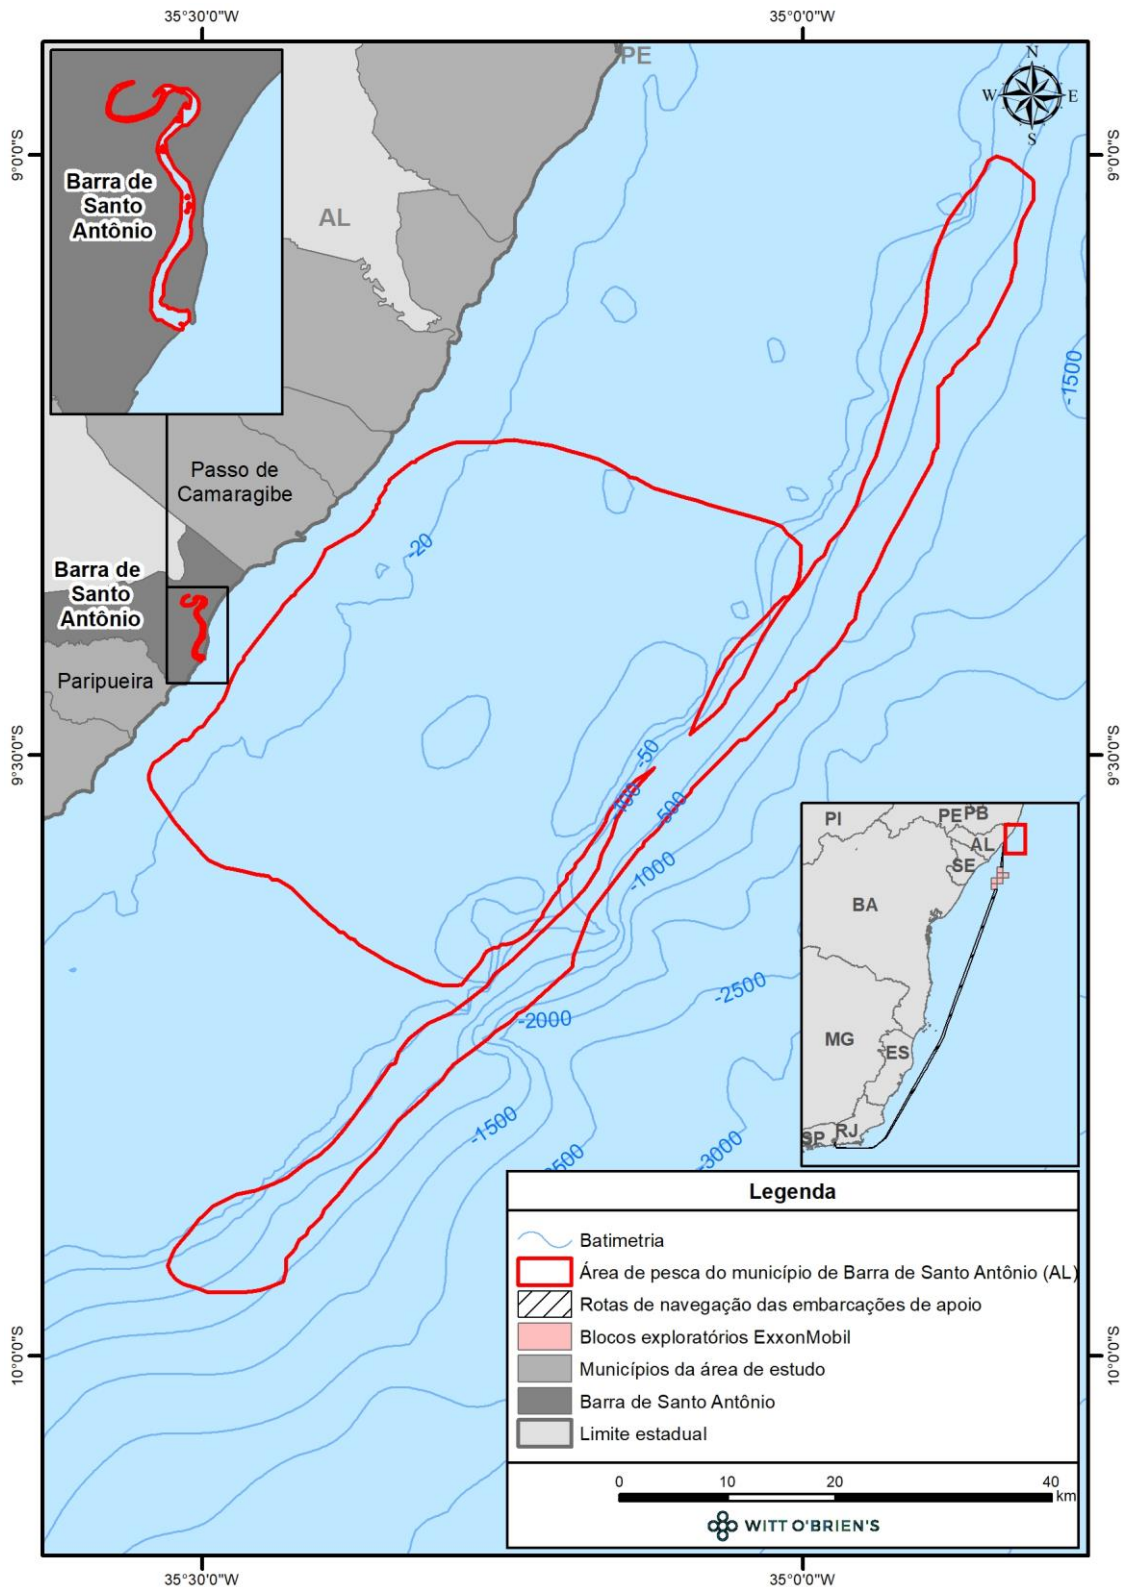 35°30'0"W
35°0'0"W
PE
N
W
E
S
9°0'0"S
9°0'0"S
Barra de
Santo
Antônio
AL
-1500
Passo de
Camaragibe
-20
Barra de
Santo
Antônio
Paripueira
9°30'0"S
9°30'0"S
-50
-100
-500
-1000
-2500
-2000
-1500
-3000
PI
PE
PB
AL
SE
BA
MG
ES
RJ
SP
Legenda
Batimetria
Área de pesca do município de Barra de Santo Antônio (AL)
Rotas de navegação das embarcações de apoio
Blocos exploratórios ExxonMobil
Municípios da área de estudo
Barra de Santo Antônio
Limite estadual
0 10 20 40
km
WITT O'BRIEN'S
10°0'0"S
10°0'0"S
35°30'0"W
35°0'0"W